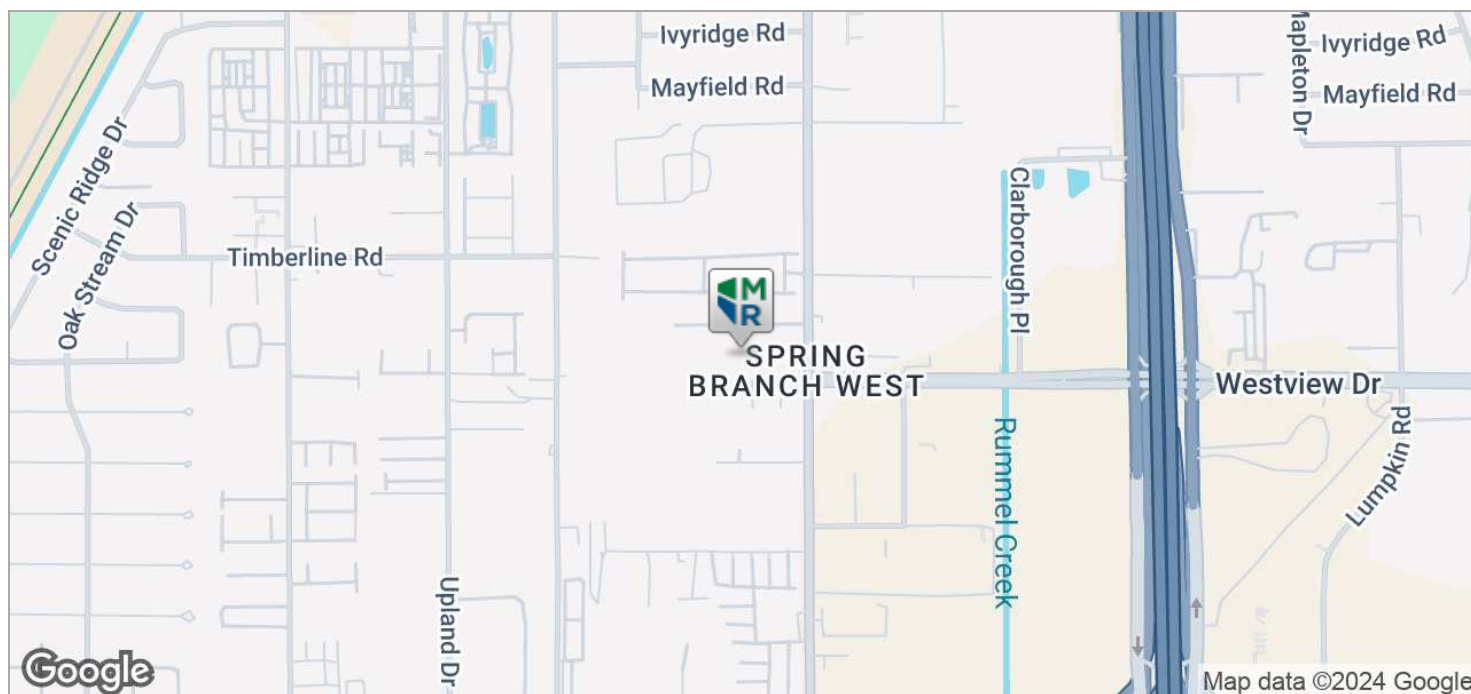 Ivyridge Rd
Mayfield Rd
Mapleton Dr
Ivyridge Rd
Mayfield Rd
Scenic Ridge Dr
Oak Stream Dr
Timberline Rd
Clarborough Pl
M
R
SPRING
BRANCH WEST
Westview Dr
Rummel Creek
Lumpkin Rd
Upland Dr
Google
Map data ©2024 Google